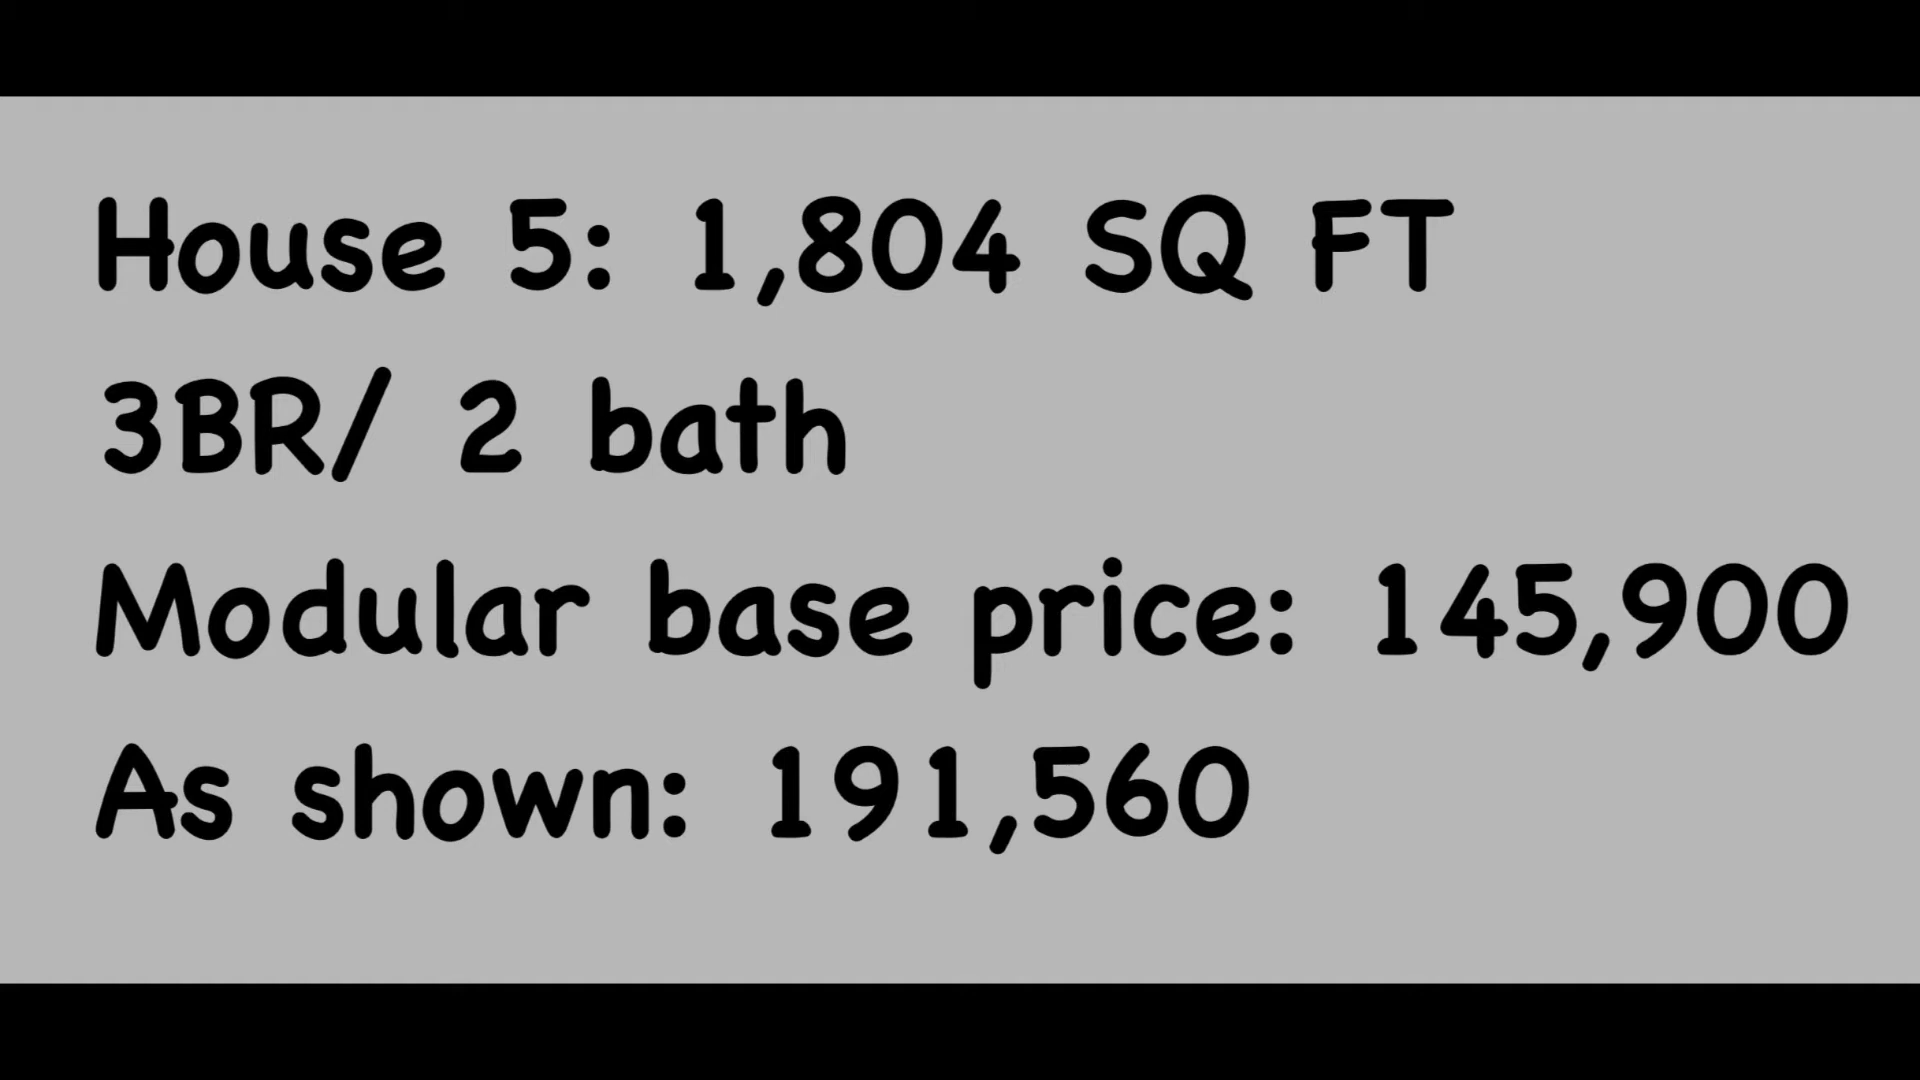 House 5: 1,804 SQ FT
3BR/ 2 bath
Modular base price: 145,900
As shown: 191,560